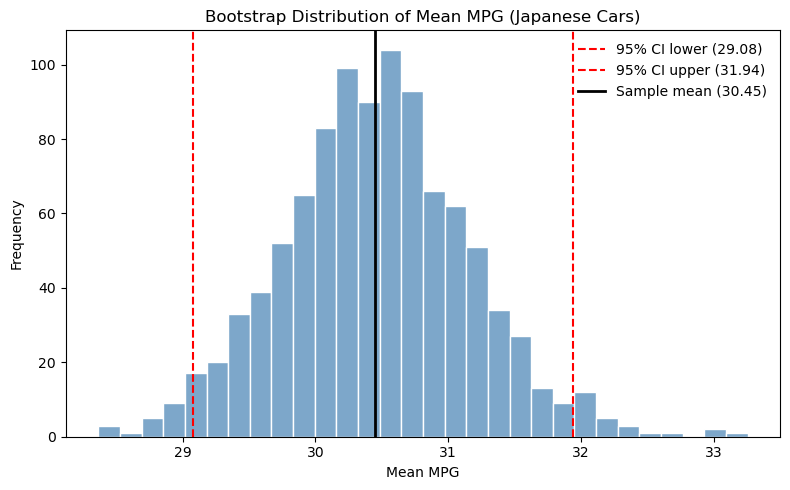 Bootstrap Distribution of Mean MPG (Japanese Cars)
95% CI lower (29.08)
95% CI upper (31.94)
Sample mean (30.45)
Frequency
100
80
60
40
20
0
29 30 31 32 33
Mean MPG